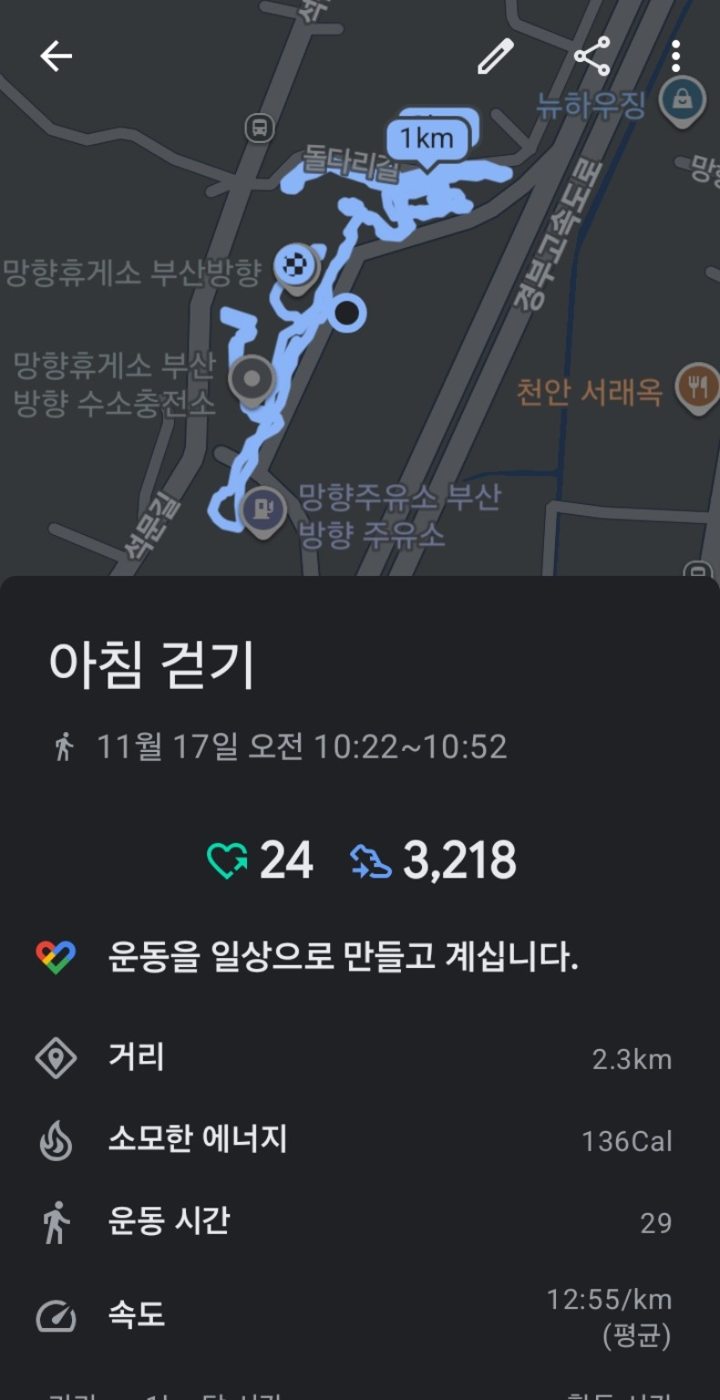 뉴하우징
1km
돌다리길
경부고속도로
망향휴게소 부산방향
망향휴게소 부산
방향 수소충전소
천안 서래옥
망향주유소 부산
방향 주유소
석문길
아침 걷기
11월 17일 오전 10:22~10:52
24 3,218
운동을 일상으로 만들고 계십니다.
거리 2.3km
소모한 에너지 136Cal
운동 시간 29
속도 12:55/km
(평균)